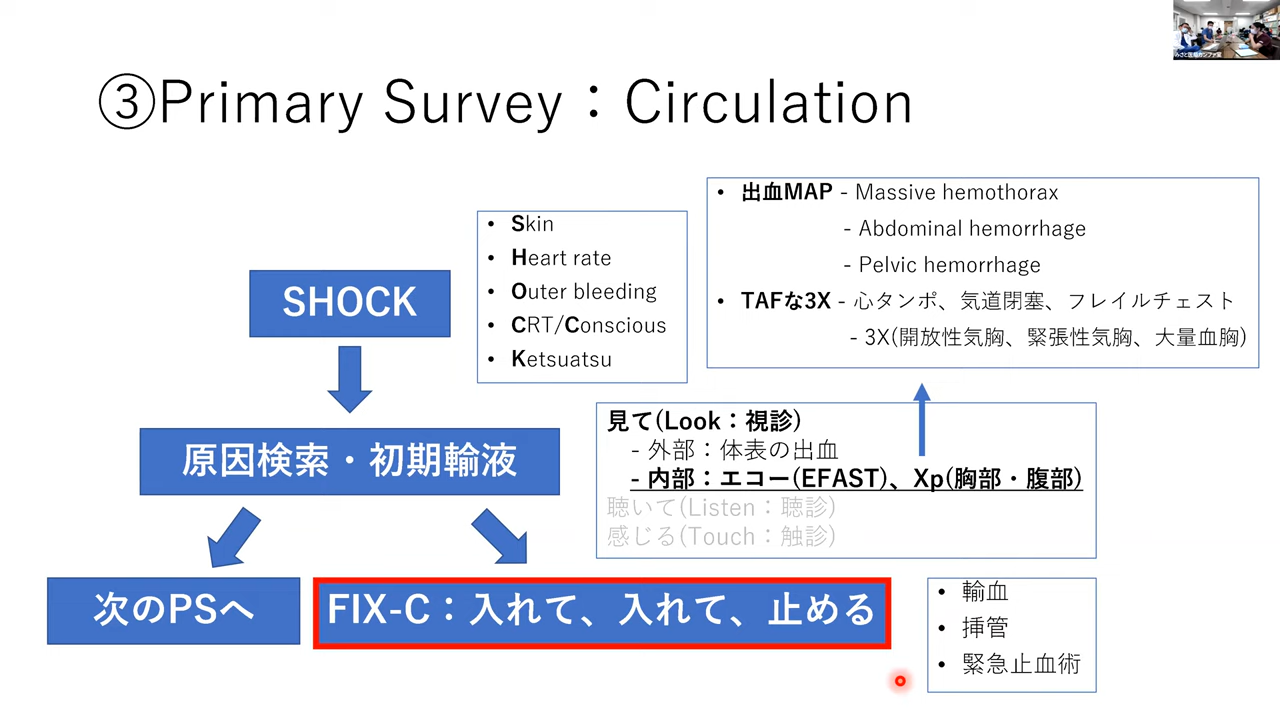 ③Primary Survey：Circulation
SHOCK
• Skin
• Heart rate
• Outer bleeding
• CRT/Conscious
• Ketsuatsu
• 出血MAP - Massive hemothorax
- Abdominal hemorrhage
- Pelvic hemorrhage
• TAFな3X - 心タンポ、気道閉塞、フレイルチェスト
- 3X(開放性気胸、緊張性気胸、大量血胸)
原因検索・初期輸液
見て(Look：視診)
- 外部：体表の出血
- 内部：エコー(EFAST)、Xp(胸部・腹部)
聴いて(Listen：聴診)
感じる(Touch：触診)
次のPSへ
FIX-C：入れて、入れて、止める
• 輸血
• 挿管
• 緊急止血術